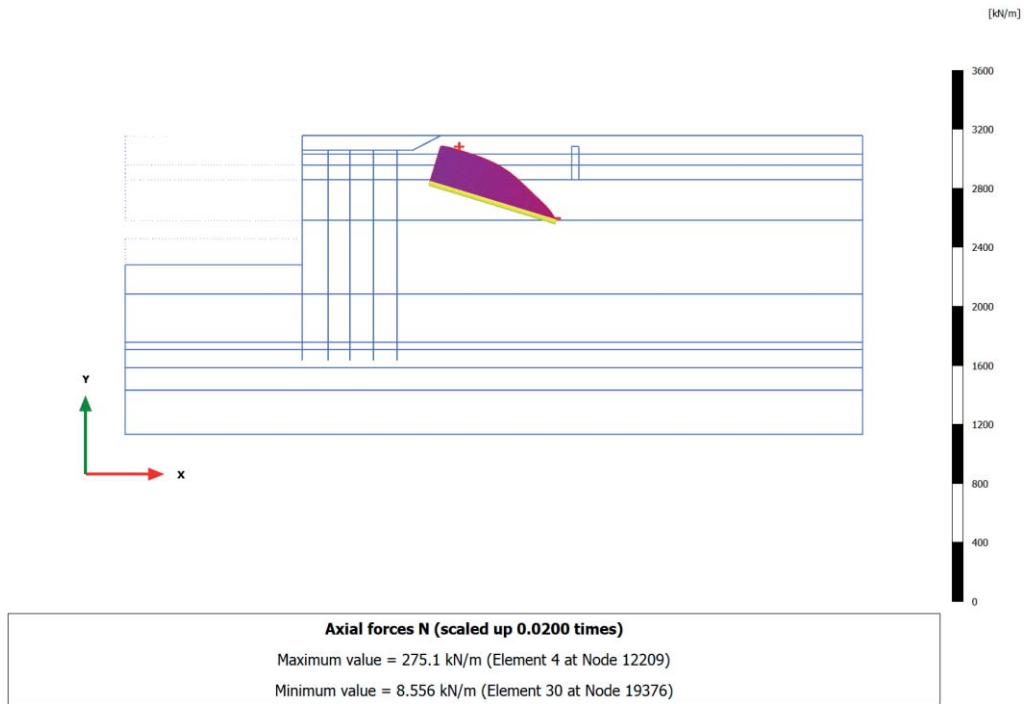 [kN/m]
3600
3200
2800
2400
2000
1600
1200
800
400
0
Y
X
Axial forces N (scaled up 0.0200 times)
Maximum value = 275.1 kN/m (Element 4 at Node 12209)
Minimum value = 8.556 kN/m (Element 30 at Node 19376)